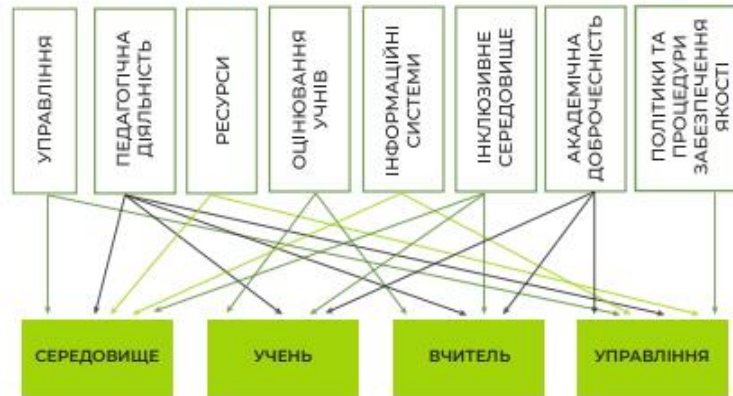 УПРАВЛІННЯ
ПЕДАГОГІЧНА
ДІЯЛЬНІСТЬ
РЕСУРСИ
ОЦІНЮВАННЯ
УЧНІВ
ІНФОРМАЦІЙНІ
СИСТЕМИ
ІНКЛЮЗИВНЕ
СЕРЕДОВИЩЕ
АКАДЕМІЧНА
ДОБРОЧЕСНІСТЬ
ПОЛІТИКИ ТА
ПРОЦЕДУРИ
ЗАБЕЗПЕЧЕННЯ
ЯКОСТІ
СЕРЕДОВИЩЕ
УЧЕНЬ
ВЧИТЕЛЬ
УПРАВЛІННЯ